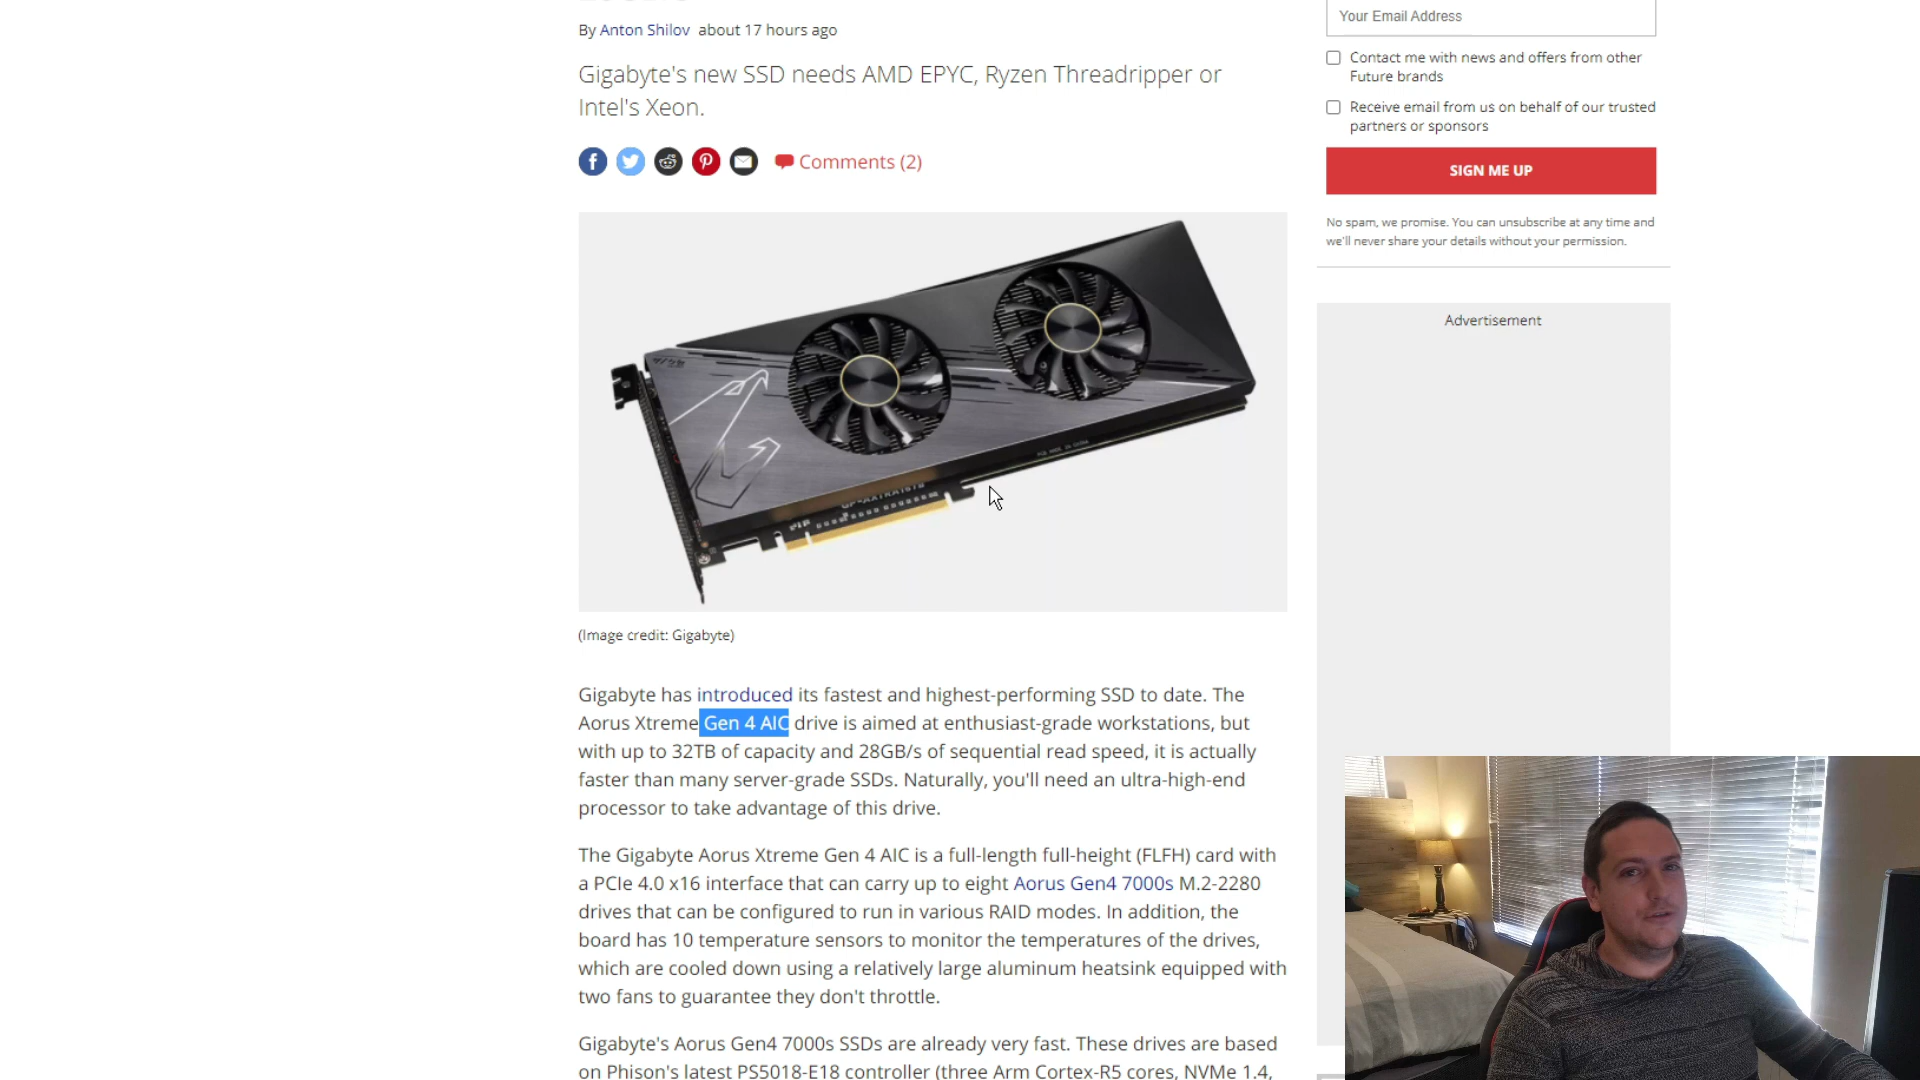 By Anton Shilov about 17 hours ago
Gigabyte's new SSD needs AMD EPYC, Ryzen Threadripper or
Intel's Xeon.
Comments (2)
(Image credit: Gigabyte)
Gigabyte has introduced its fastest and highest-performing SSD to date. The
Aorus Xtreme Gen 4 AIC drive is aimed at enthusiast-grade workstations, but
with up to 32TB of capacity and 28GB/s of sequential read speed, it is actually
faster than many server-grade SSDs. Naturally, you'll need an ultra-high-end
processor to take advantage of this drive.
The Gigabyte Aorus Xtreme Gen 4 AIC is a full-length full-height (FLFH) card with
a PCIe 4.0 x16 interface that can carry up to eight Aorus Gen4 7000s M.2-2280
drives that can be configured to run in various RAID modes. In addition, the
board has 10 temperature sensors to monitor the temperatures of the drives,
which are cooled down using a relatively large aluminum heatsink equipped with
two fans to guarantee they don't throttle.
Gigabyte's Aorus Gen4 7000s SSDs are already very fast. These drives are based
on Phison's latest PS5018-E18 controller (three Arm Cortex-R5 cores, NVMe 1.4,
Your Email Address
Contact me with news and offers from other
Future brands
Receive email from us on behalf of our trusted
partners or sponsors
SIGN ME UP
No spam, we promise. You can unsubscribe at any time and
we'll never share your details without your permission.
Advertisement